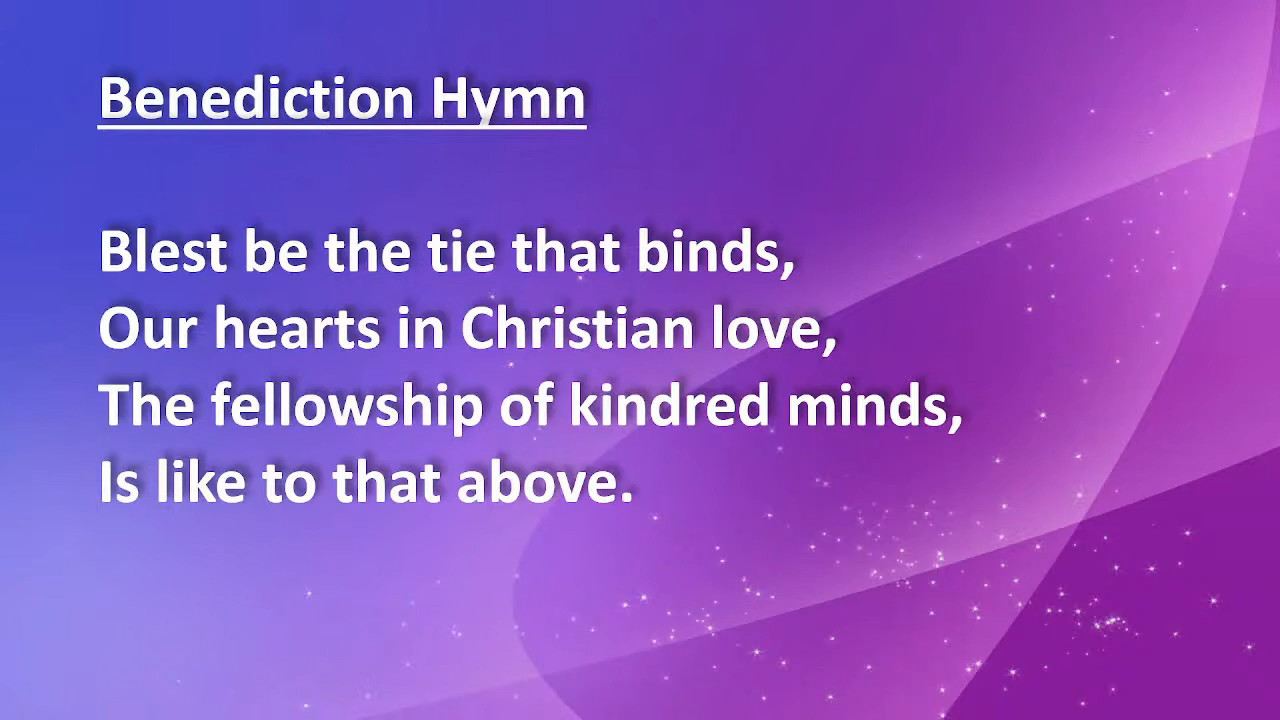 Benediction Hymn
Blest be the tie that binds,
Our hearts in Christian love,
The fellowship of kindred minds,
Is like to that above.